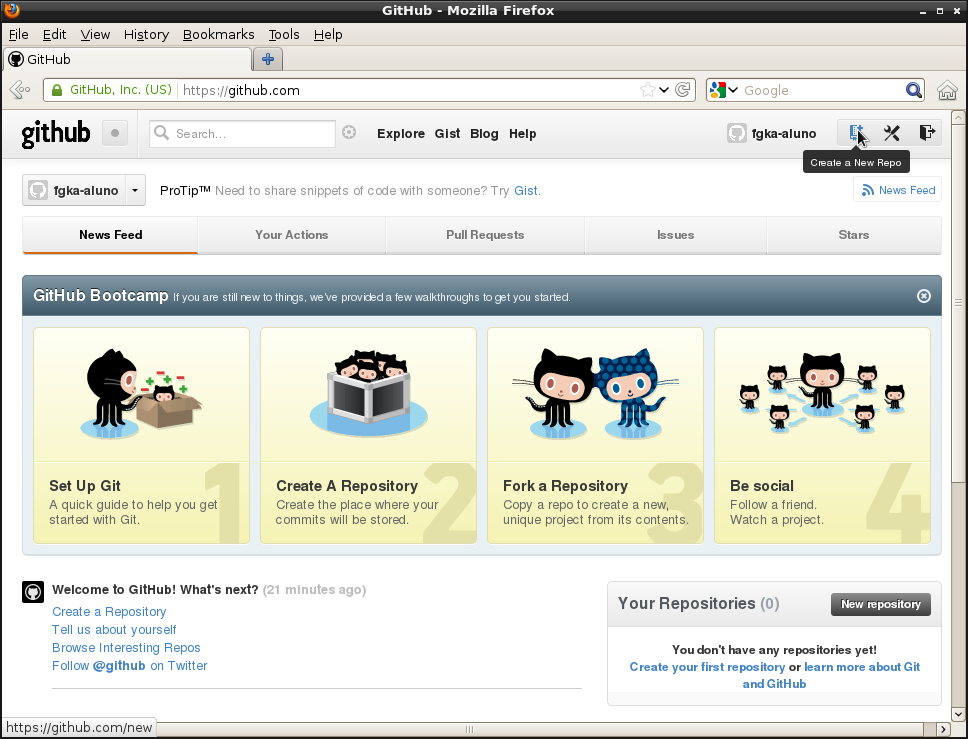 GitHub - Mozilla Firefox
File Edit View History Bookmarks Tools Help
GitHub
GitHub, Inc. (US) https://github.com
Google
github
Search...
Explore Gist Blog Help
fgka-aluno
Create a New Repo
fgka-aluno
ProTip™ Need to share snippets of code with someone? Try Gist.
News Feed
News Feed Your Actions Pull Requests Issues Stars
GitHub Bootcamp If you are still new to things, we've provided a few walkthroughs to get you started.
Set Up Git
A quick guide to help you get
started with Git.
1
Create A Repository
Create the place where your
commits will be stored.
2
Fork a Repository
Copy a repo to create a new,
unique project from its contents.
3
Be social
Follow a friend.
Watch a project.
4
Welcome to GitHub! What's next? (21 minutes ago)
Create a Repository
Tell us about yourself
Browse Interesting Repos
Follow @github on Twitter
Your Repositories (0)
New repository
You don't have any repositories yet!
Create your first repository or learn more about Git
and GitHub
https://github.com/new